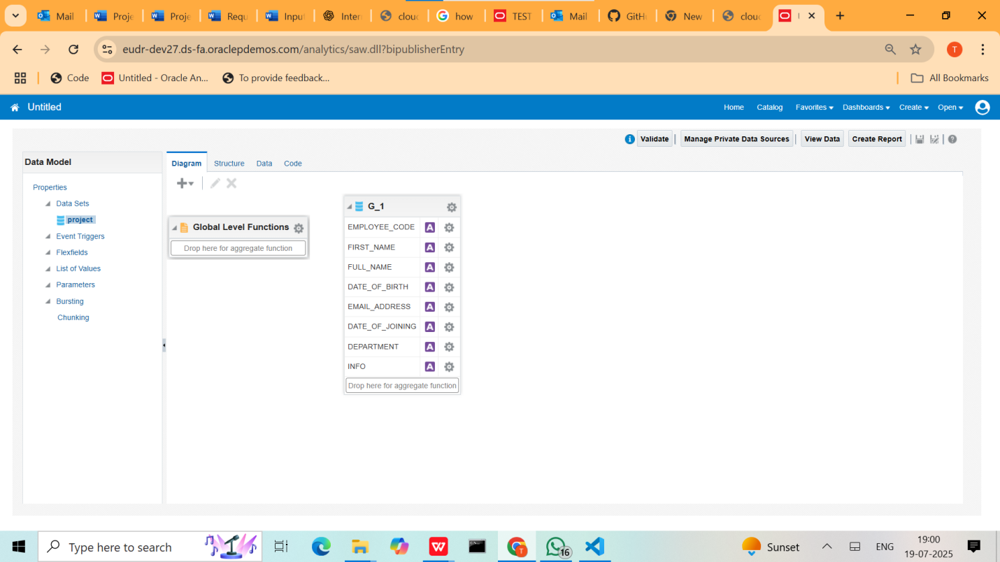 Mail
Proje
Proje
Requ
Input
Inter
clou
how
TEST
Mail
GitH
New
clou
eudr-dev27.ds-fa.oraclepdemos.com/analytics/saw.dll?bipublisherEntry
T
Code
Untitled - Oracle An...
To provide feedback...
All Bookmarks
Untitled
Home
Catalog
Favorites
Dashboards
Create
Open
Validate
Manage Private Data Sources
View Data
Create Report
Data Model
Diagram
Structure
Data
Code
Properties
Data Sets
project
Event Triggers
Flexfields
List of Values
Parameters
Bursting
Chunking
Global Level Functions
Drop here for aggregate function
G_1
EMPLOYEE_CODE A
FIRST_NAME A
FULL_NAME A
DATE_OF_BIRTH A
EMAIL_ADDRESS A
DATE_OF_JOINING A
DEPARTMENT A
INFO A
Drop here for aggregate function
Type here to search
W
T
16
Sunset
ENG
19:00
19-07-2025